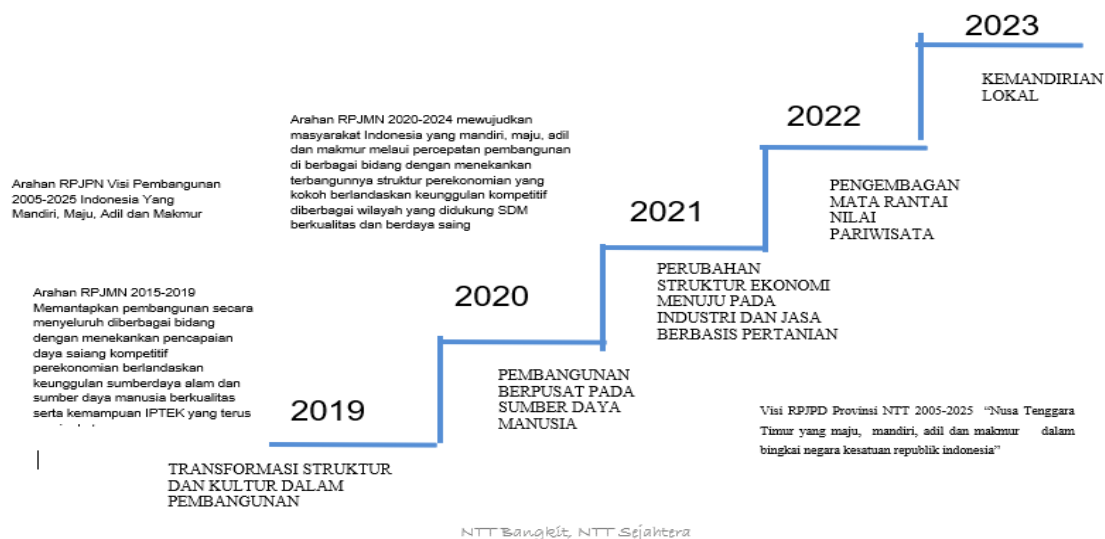 2023
KEMANDIRIAN
LOKAL
2022
PENGEMBAGAN
MATA RANTAI
NILAI
PARIWISATA
Arahan RPJMN 2020-2024 mewujudkan
masyarakat Indonesia yang mandiri, maju, adil
dan makmur melaui percepatan pembangunan
di berbagai bidang dengan menekankan
terbangunnya struktur perekonomian yang
kokoh berlandaskan keunggulan kompetitif
diberbagai wilayah yang didukung SDM
berkualitas dan berdaya saing
Arahan RPJPN Visi Pembangunan
2005-2025 Indonesia Yang
Mandiri, Maju, Adil dan Makmur
2021
PERUBAHAN
STRUKTUR EKONOMI
MENUJU PADA
INDUSTRI DAN JASA
BERBASIS PERTANIAN
Arahan RPJMN 2015-2019
Memantapkan pembangunan secara
menyeluruh diberbagai bidang
dengan menekankan pencapaian
daya saiang kompetitif
perekonomian berlandaskan
keunggulan sumberdaya alam dan
sumber daya manusia berkualitas
serta kemampuan IPTEK yang terus
2020
PEMBANGUNAN
BERPUSAT PADA
SUMBER DAYA
MANUSIA
2019
TRANSFORMASI STRUKTUR
DAN KULTUR DALAM
PEMBANGUNAN
Visi RPJPD Provinsi NTT 2005-2025 “Nusa Tenggara
Timur yang maju, mandiri, adil dan makmur dalam
bingkai negara kesatuan republik indonesia”
NTT Bangkit, NTT Sejahtera